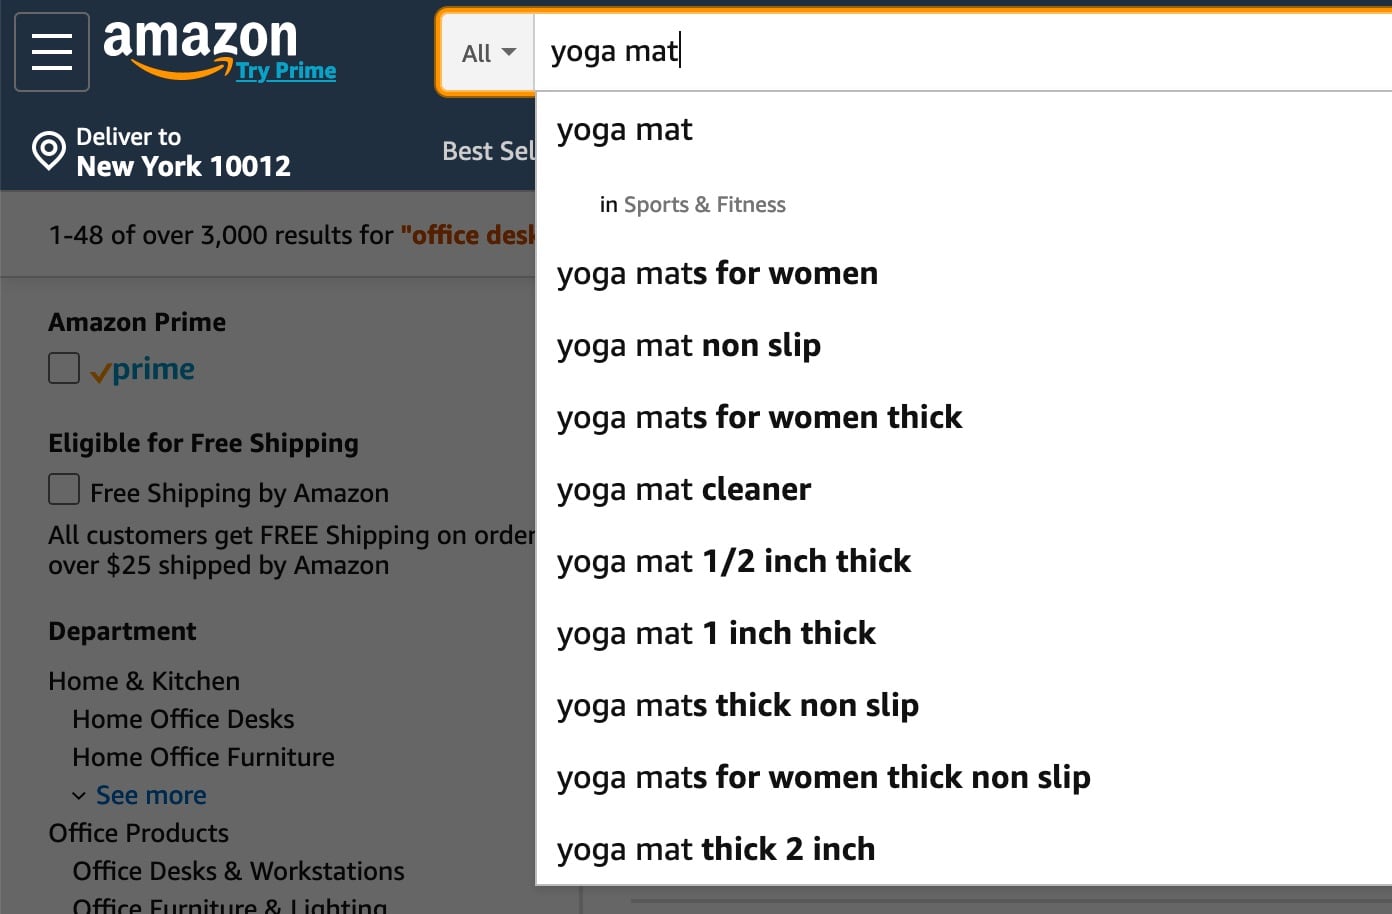 amazon
Try Prime
All
yoga mat
Deliver to
New York 10012
Best Sel
yoga mat
in Sports & Fitness
yoga mats for women
yoga mat non slip
yoga mats for women thick
yoga mat cleaner
yoga mat 1/2 inch thick
yoga mat 1 inch thick
yoga mats thick non slip
yoga mats for women thick non slip
yoga mat thick 2 inch
1-48 of over 3,000 results for "office desk
Amazon Prime
prime
Eligible for Free Shipping
Free Shipping by Amazon
All customers get FREE Shipping on order
over $25 shipped by Amazon
Department
Home & Kitchen
Home Office Desks
Home Office Furniture
See more
Office Products
Office Desks & Workstations
Office Furniture & Lighting